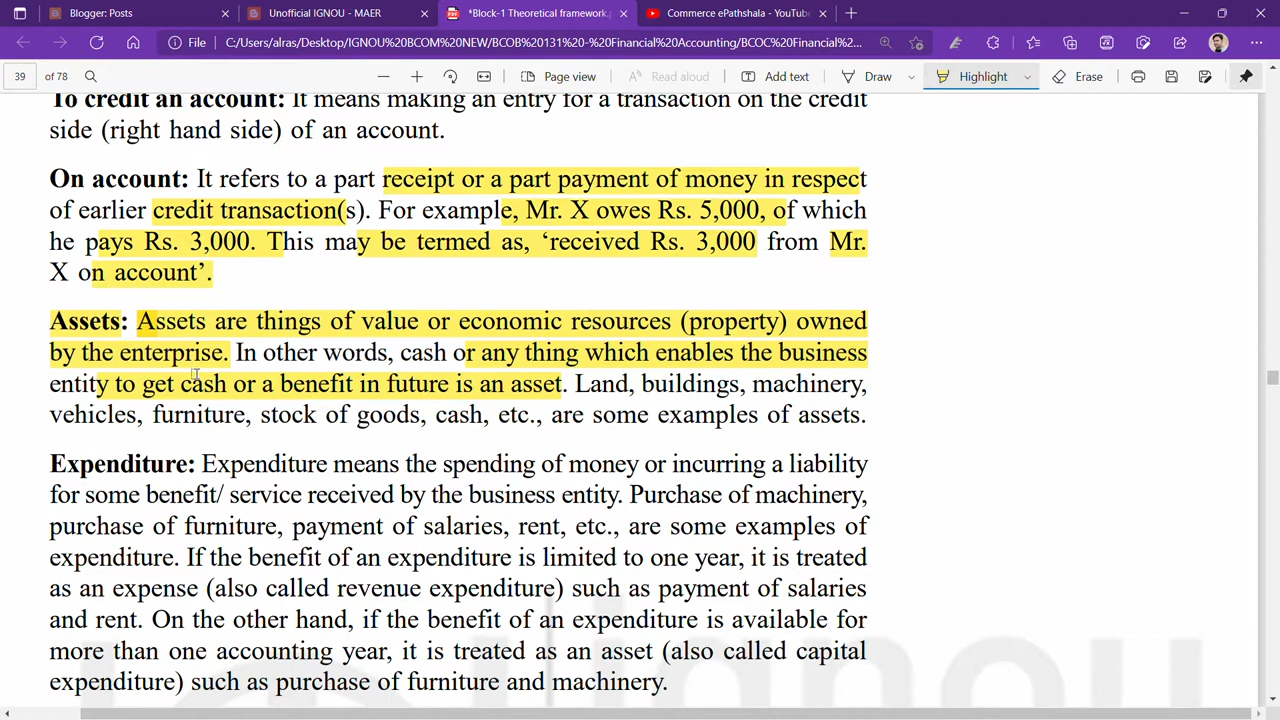 Blogger: Posts
Unofficial IGNOU - MAER
*Block-1 Theoretical framework.
Commerce ePathshala - YouTub
File
C:/Users/alras/Desktop/IGNOU%20BCOM%20NEW/BCOB%20131%20-%20Financial%20Accounting/BCOC%20Financial%2...
39 of 78
Page view
Read aloud
Add text
Draw
Highlight
Erase
To credit an account: It means making an entry for a transaction on the credit
side (right hand side) of an account.
On account: It refers to a part receipt or a part payment of money in respect
of earlier credit transaction(s). For example, Mr. X owes Rs. 5,000, of which
he pays Rs. 3,000. This may be termed as, ‘received Rs. 3,000 from Mr.
X on account’.
Assets: Assets are things of value or economic resources (property) owned
by the enterprise. In other words, cash or any thing which enables the business
entity to get cash or a benefit in future is an asset. Land, buildings, machinery,
vehicles, furniture, stock of goods, cash, etc., are some examples of assets.
Expenditure: Expenditure means the spending of money or incurring a liability
for some benefit/ service received by the business entity. Purchase of machinery,
purchase of furniture, payment of salaries, rent, etc., are some examples of
expenditure. If the benefit of an expenditure is limited to one year, it is treated
as an expense (also called revenue expenditure) such as payment of salaries
and rent. On the other hand, if the benefit of an expenditure is available for
more than one accounting year, it is treated as an asset (also called capital
expenditure) such as purchase of furniture and machinery.